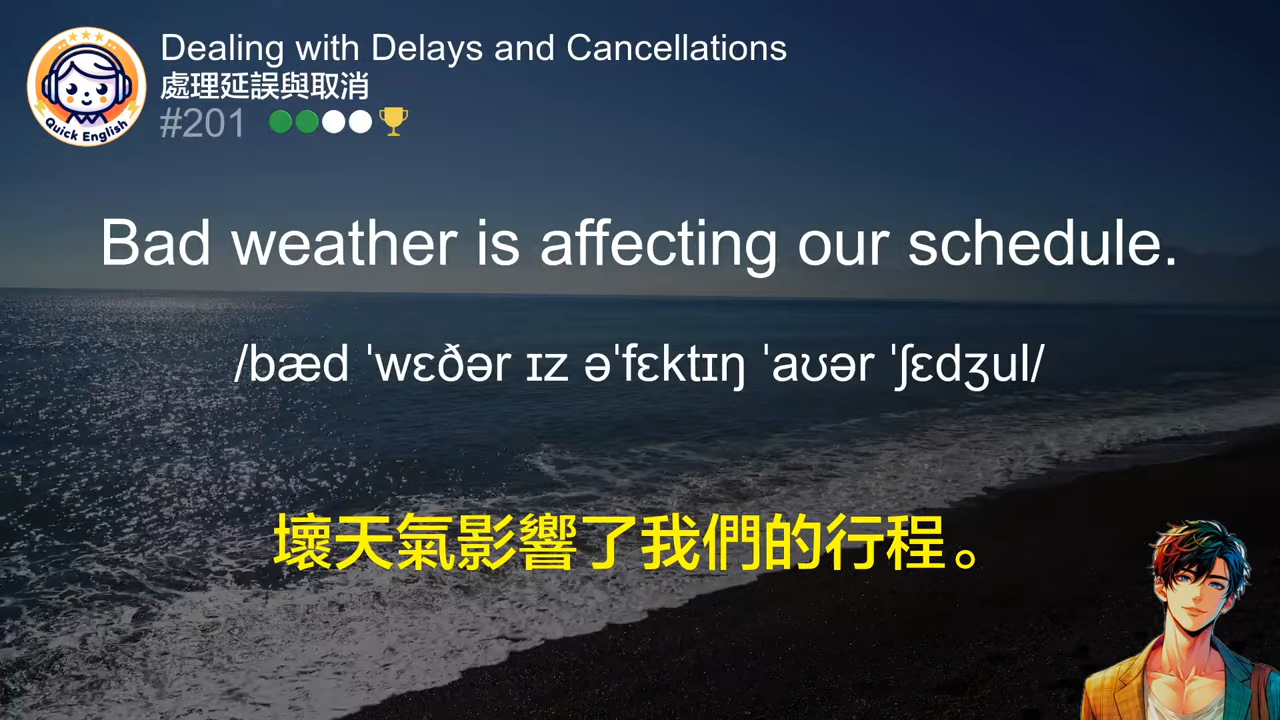 Dealing with Delays and Cancellations
處理延誤與取消
#201
Quick English
Bad weather is affecting our schedule.
/bæd ˈwɛðər ɪz əˈfɛktɪŋ ˈaʊər ˈʃɛdʒul/
壞天氣影響了我們的行程。